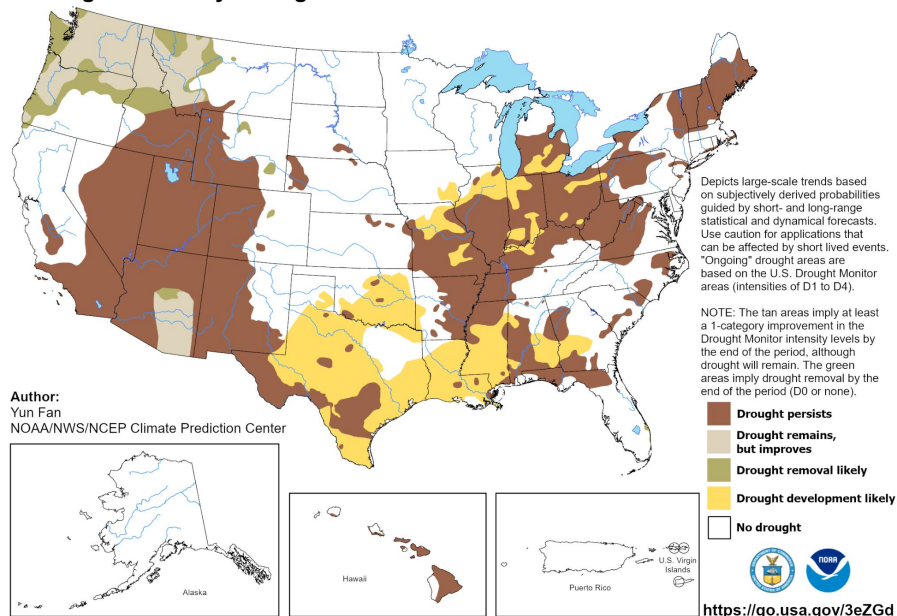 Depicts large-scale trends based
on subjectively derived probabilities
guided by short- and long-range
statistical and dynamical forecasts.
Use caution for applications that
can be affected by short lived events.
"Ongoing" drought areas are
based on the U.S. Drought Monitor
areas (intensities of D1 to D4).
NOTE: The tan areas imply at least
a 1-category improvement in the
Drought Monitor intensity levels by
the end of the period, although
drought will remain. The green
areas imply drought removal by the
end of the period (D0 or none).
Author:
Yun Fan
NOAA/NWS/NCEP Climate Prediction Center
Drought persists
Drought remains,
but improves
Drought removal likely
Drought development likely
No drought
Alaska
Hawaii
Puerto Rico
U.S. Virgin
Islands
NOAA
https://go.usa.gov/3eZGd